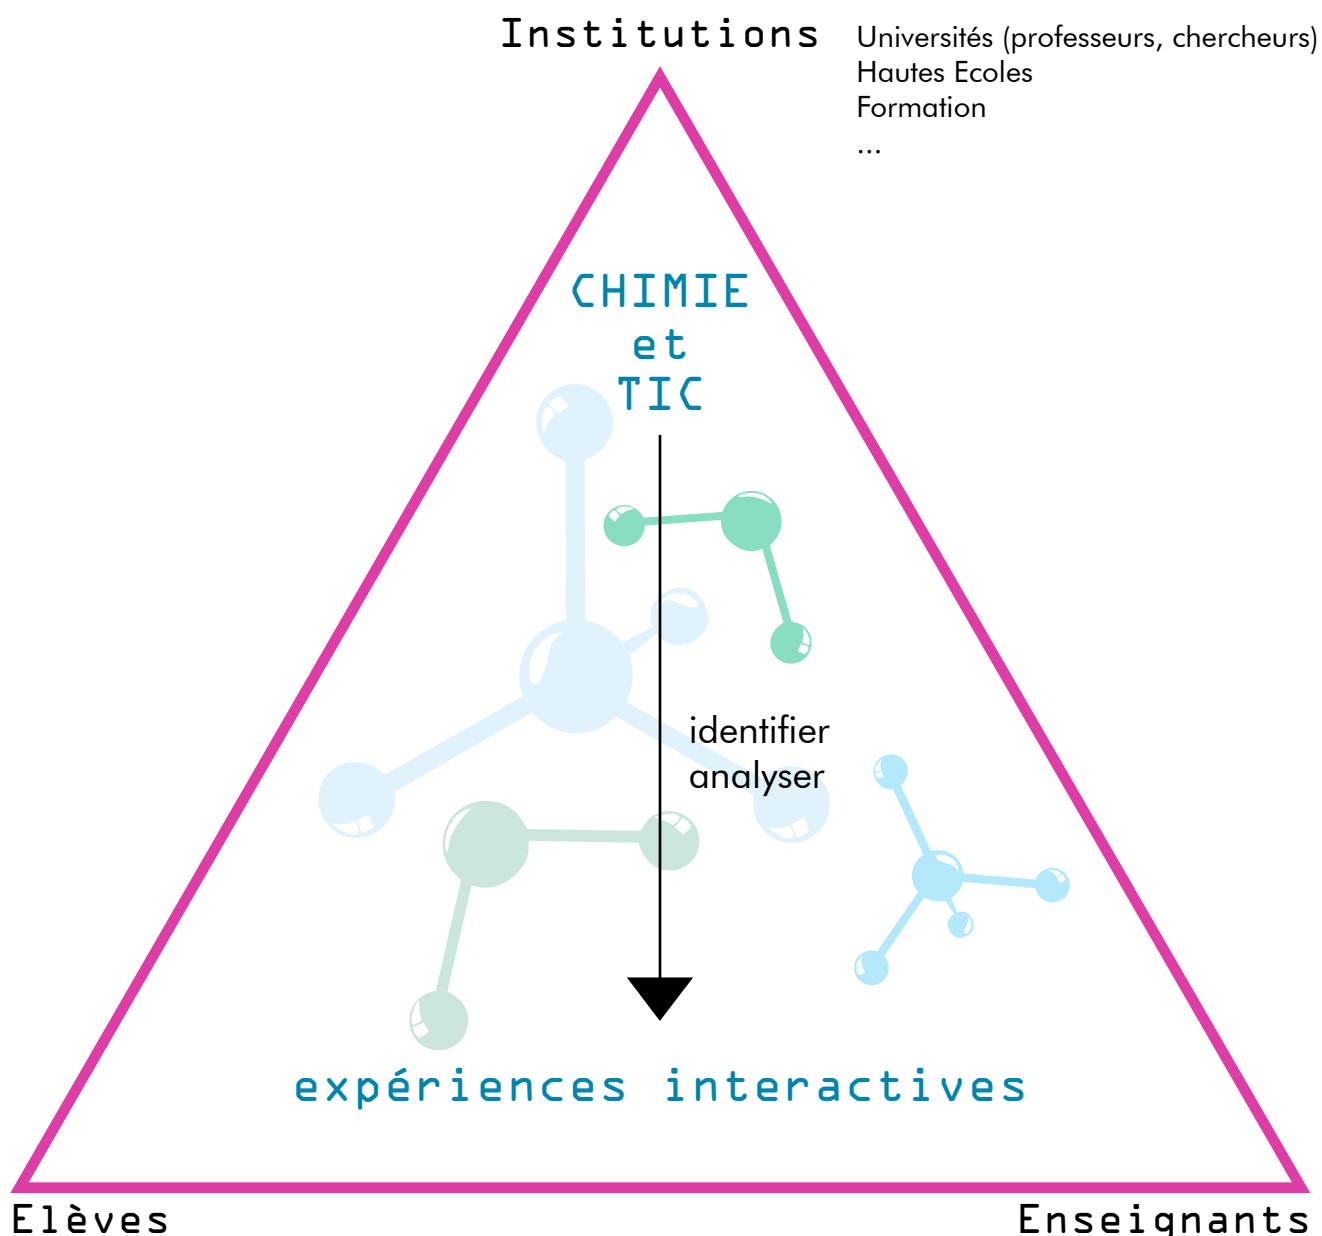 Institutions
Universités (professeurs, chercheurs)
Hautes Ecoles
Formation
...
CHIMIE
et
TIC
identifier
analyser
expériences interactives
Elèves
Enseignants